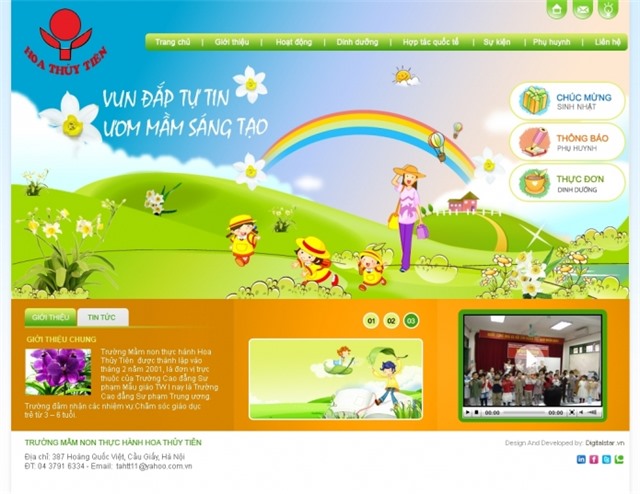 HOA THỦY TIÊN
Trang chủ | Giới thiệu | Hoạt động | Dinh dưỡng | Hợp tác quốc tế | Sự kiện | Phụ huynh | Liên hệ
VUN ĐẮP TỰ TIN
ƯƠM MẦM SÁNG TẠO
CHÚC MỪNG
SINH NHẬT
THÔNG BÁO
PHỤ HUYNH
THỰC ĐƠN
DINH DƯỠNG
GIỚI THIỆU TIN TỨC
GIỚI THIỆU CHUNG
Trường Mầm non thực hành Hoa
Thủy Tiên được thành lập vào
tháng 2 năm 2001, là đơn vị trực
thuộc của Trường Cao đẳng Sư
phạm Mẫu giáo TW I nay là Trường
Cao đẳng Sư phạm Trung ương.
Trường đảm nhận các nhiệm vụ Chăm sóc giáo dục
trẻ từ 3 – 6 tuổi.
01 02 03
00:00 00:00
TRƯỜNG MẦM NON THỰC HÀNH HOA THỦY TIÊN
Địa chỉ: 387 Hoàng Quốc Việt, Cầu Giấy, Hà Nội
ĐT: 04 3791 6334 - Email: tahtt11@yahoo.com.vn
Design And Developed by: Digitalstar.vn